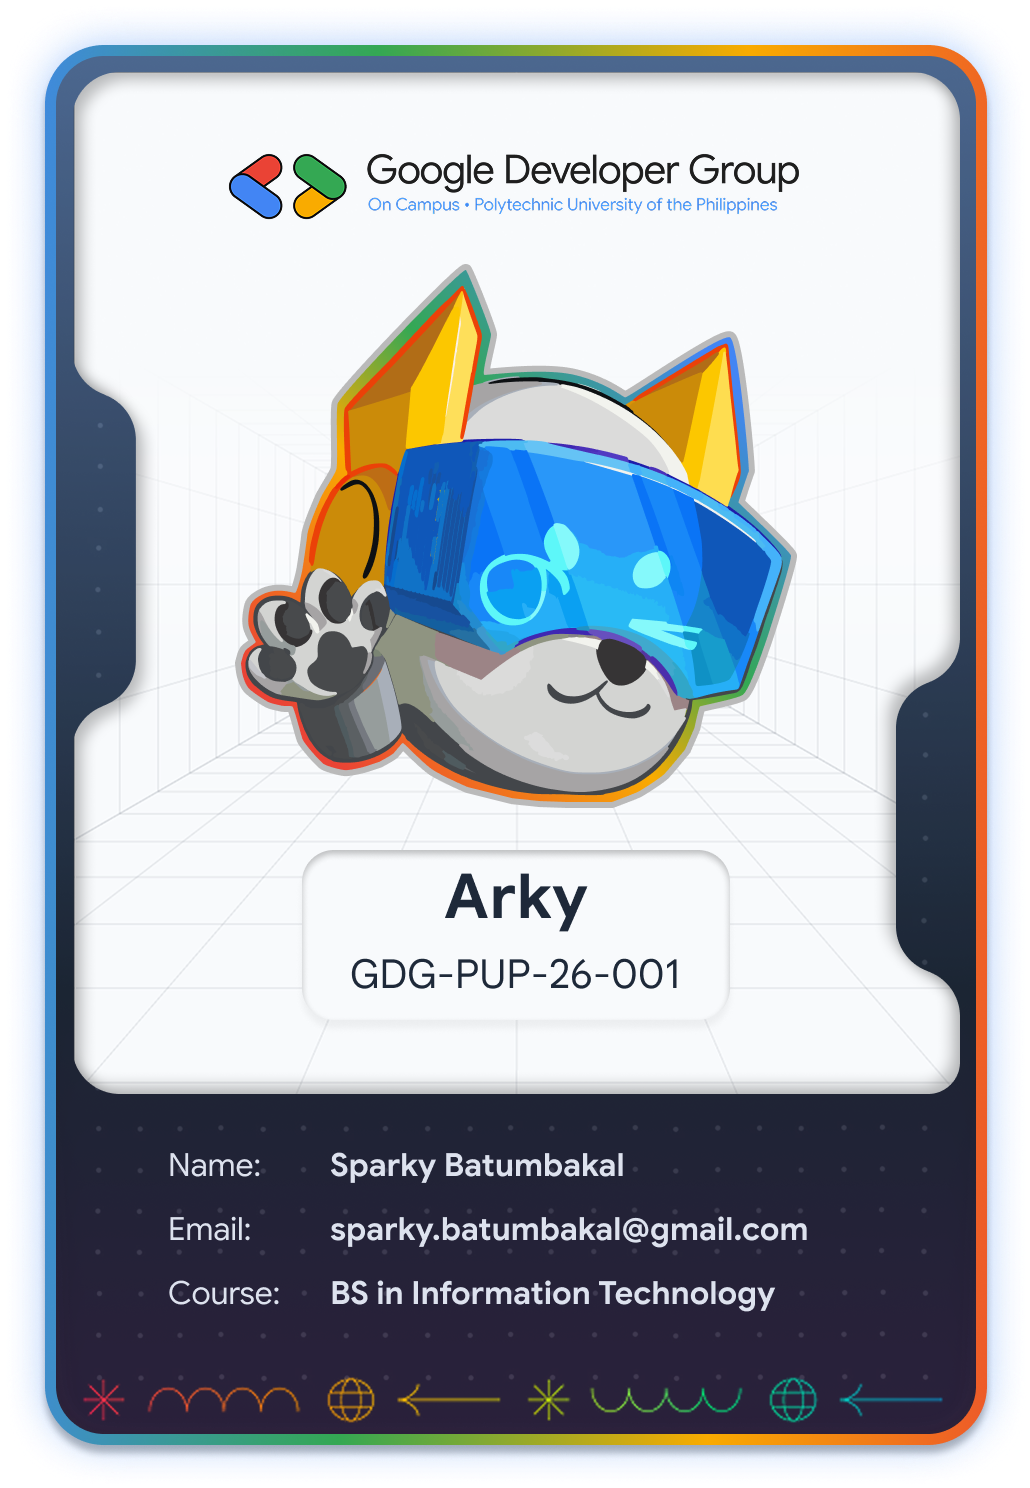 Google Developer Group
On Campus • Polytechnic University of the Philippines
Arky
GDG-PUP-26-001
Name: Sparky Batumbakal
Email: sparky.batumbakal@gmail.com
Course: BS in Information Technology